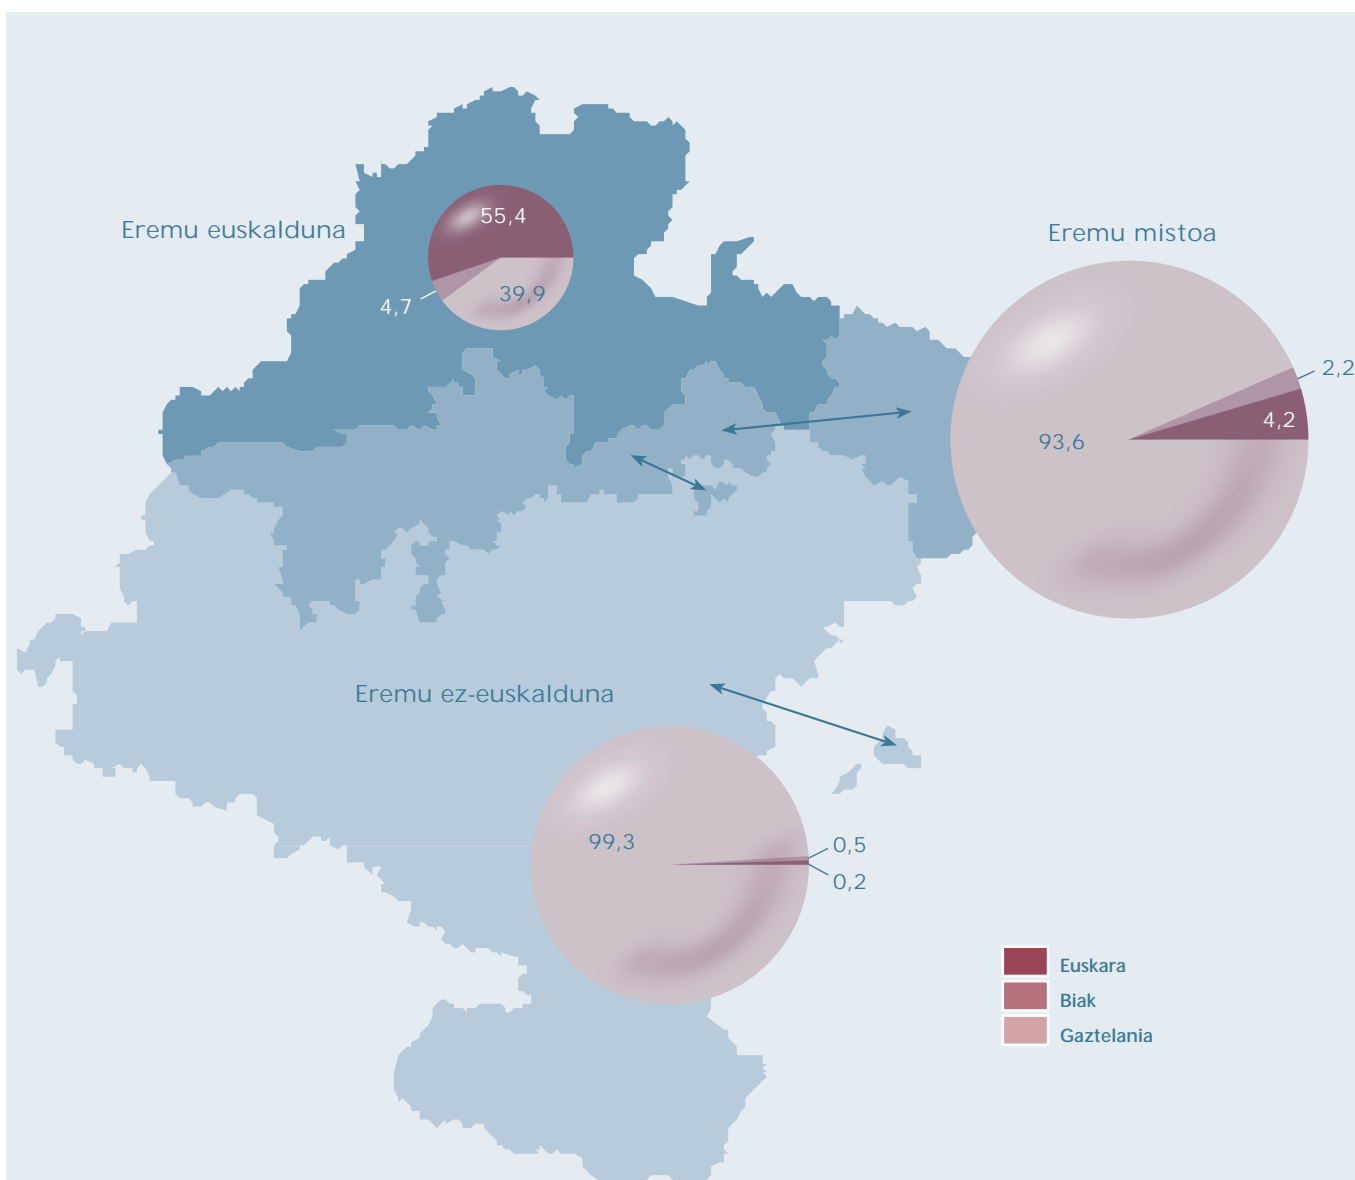 Eremu euskalduna
55,4
4,7
39,9
Eremu mistoa
2,2
4,2
93,6
Eremu ez-euskalduna
99,3
0,5
0,2
Euskara
Biak
Gaztelania